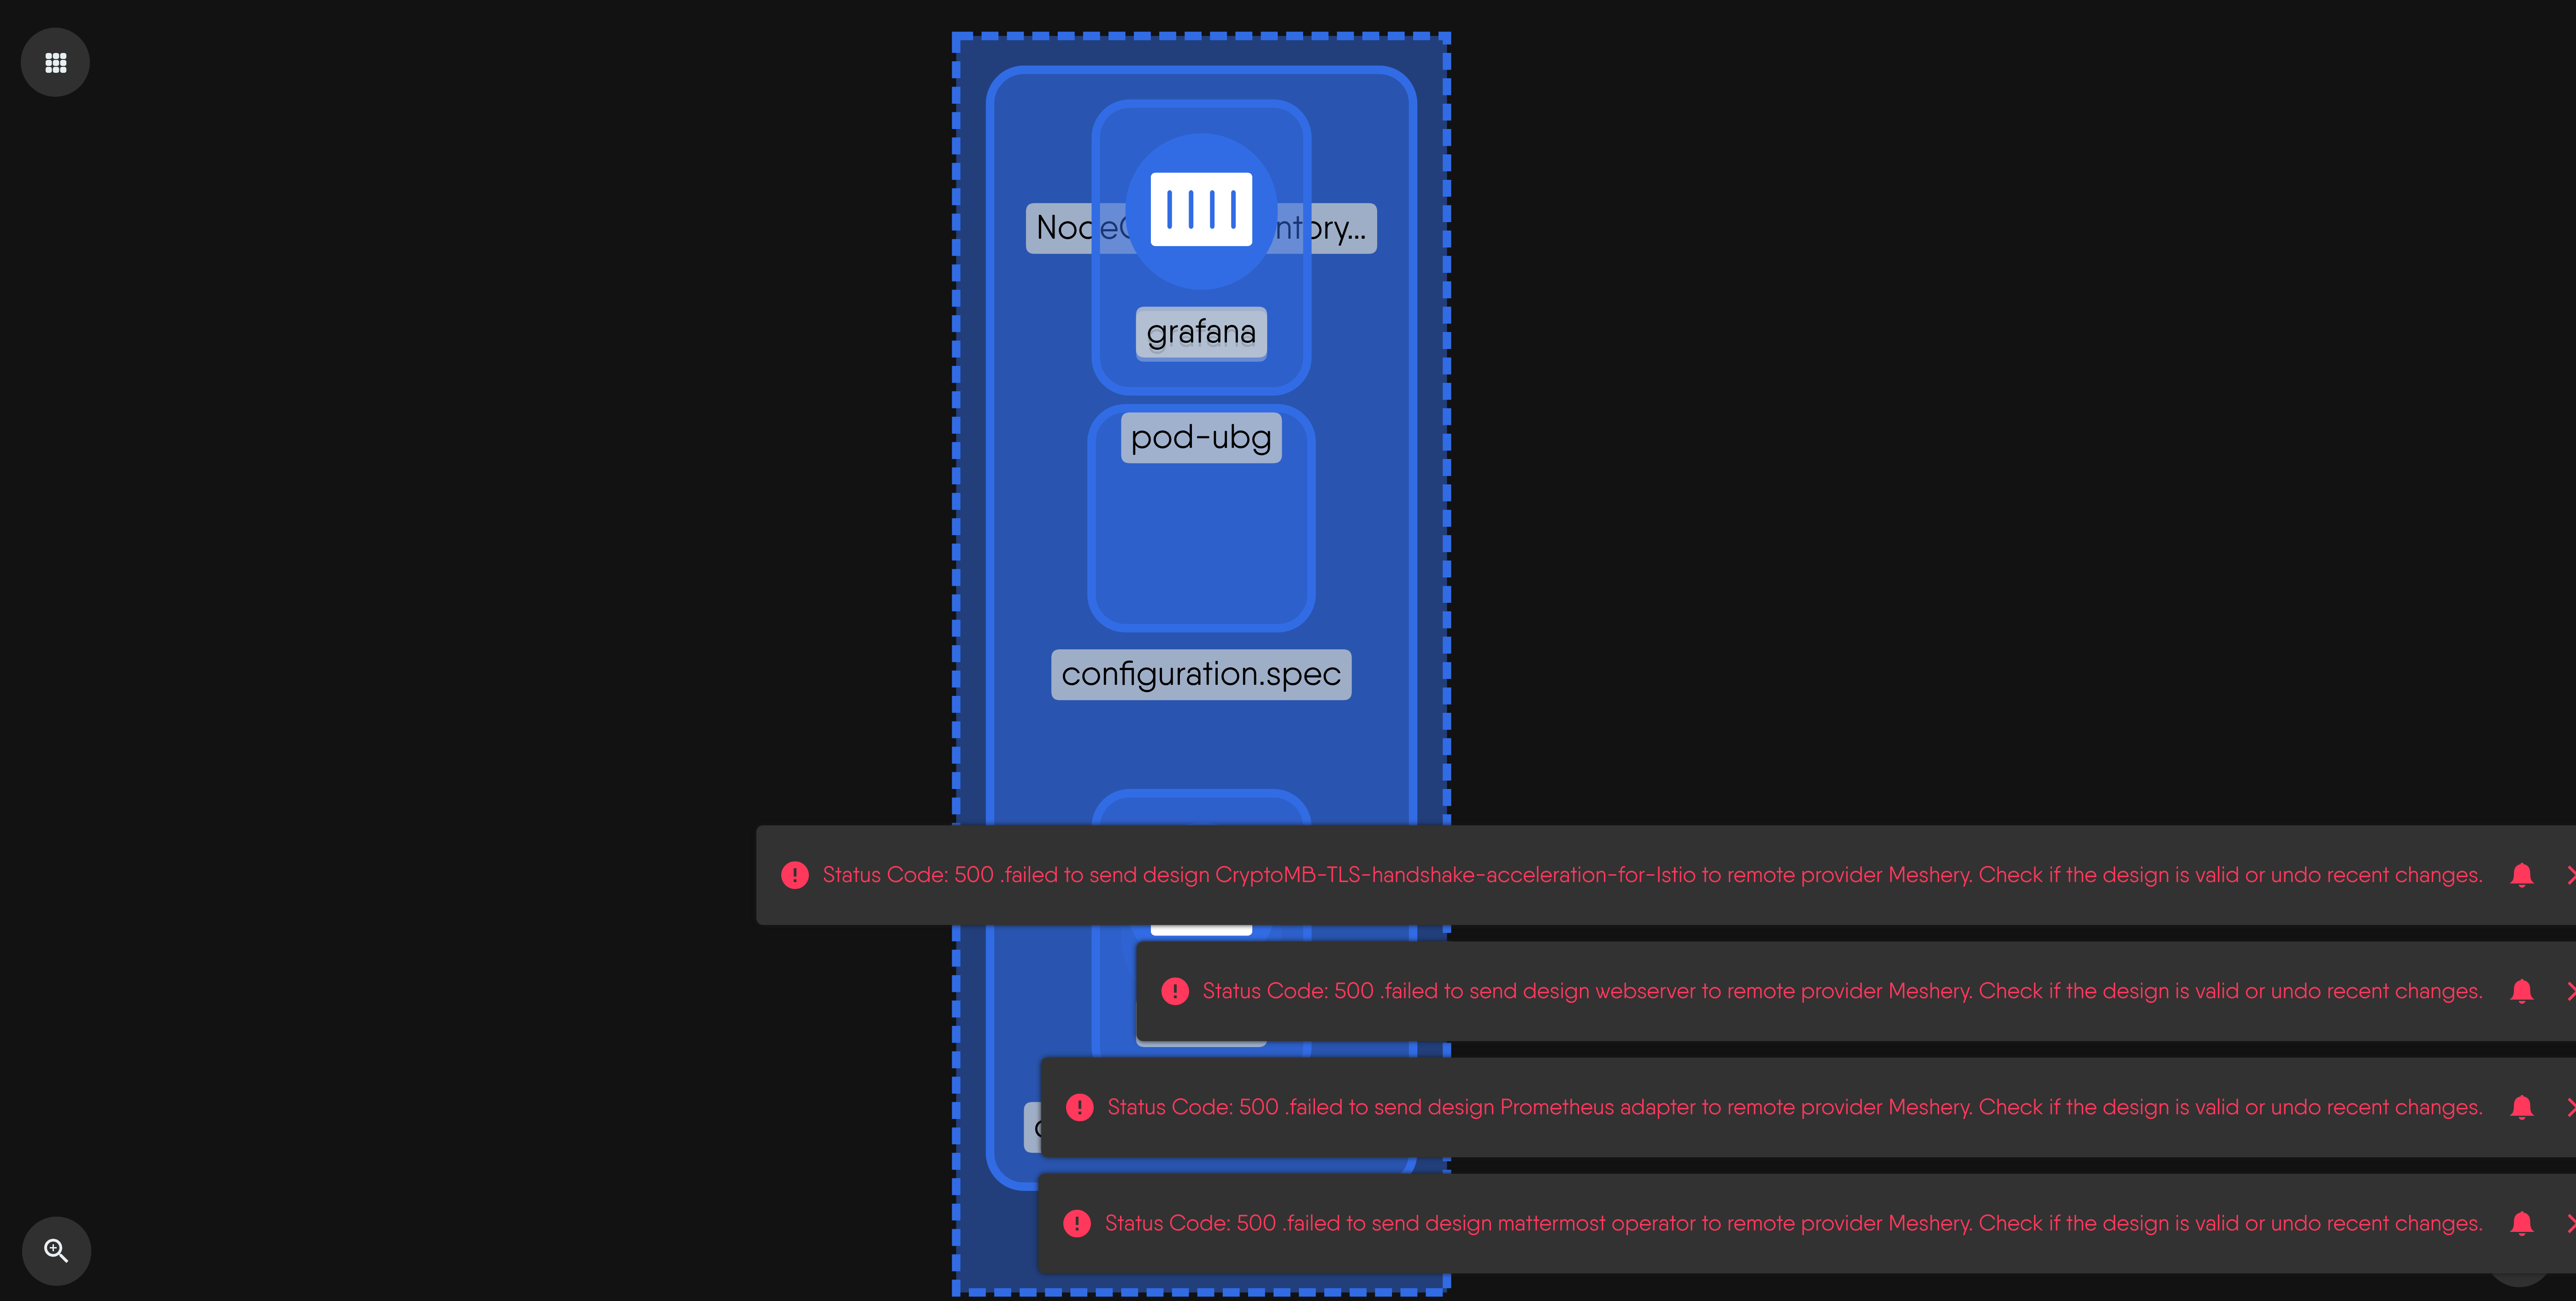 grafana
pod-ubg
configuration.spec
Status Code: 500 .failed to send design CryptoMB-TLS-handshake-acceleration-for-Istio to remote provider Meshery. Check if the design is valid or undo recent changes.
Status Code: 500 .failed to send design webserver to remote provider Meshery. Check if the design is valid or undo recent changes.
Status Code: 500 .failed to send design Prometheus adapter to remote provider Meshery. Check if the design is valid or undo recent changes.
Status Code: 500 .failed to send design mattermost operator to remote provider Meshery. Check if the design is valid or undo recent changes.